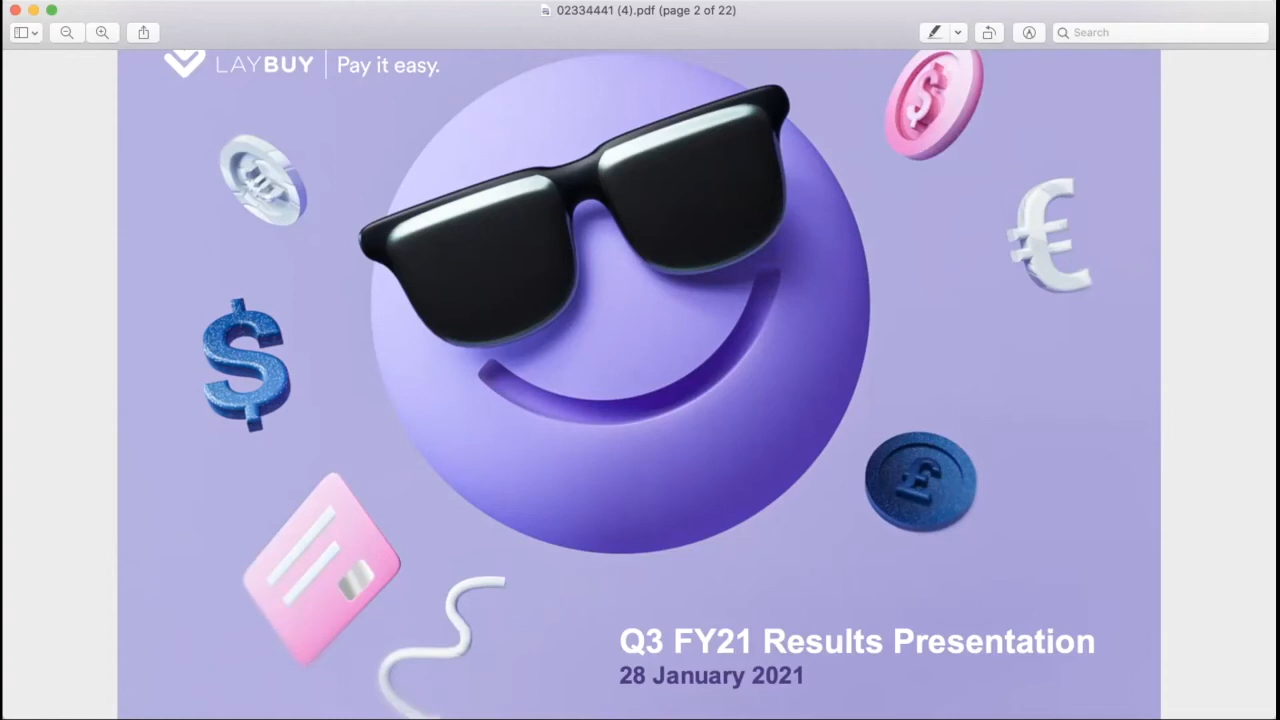 02334441 (4).pdf (page 2 of 22)
Search
LAYBUY | Pay it easy.
Q3 FY21 Results Presentation
28 January 2021